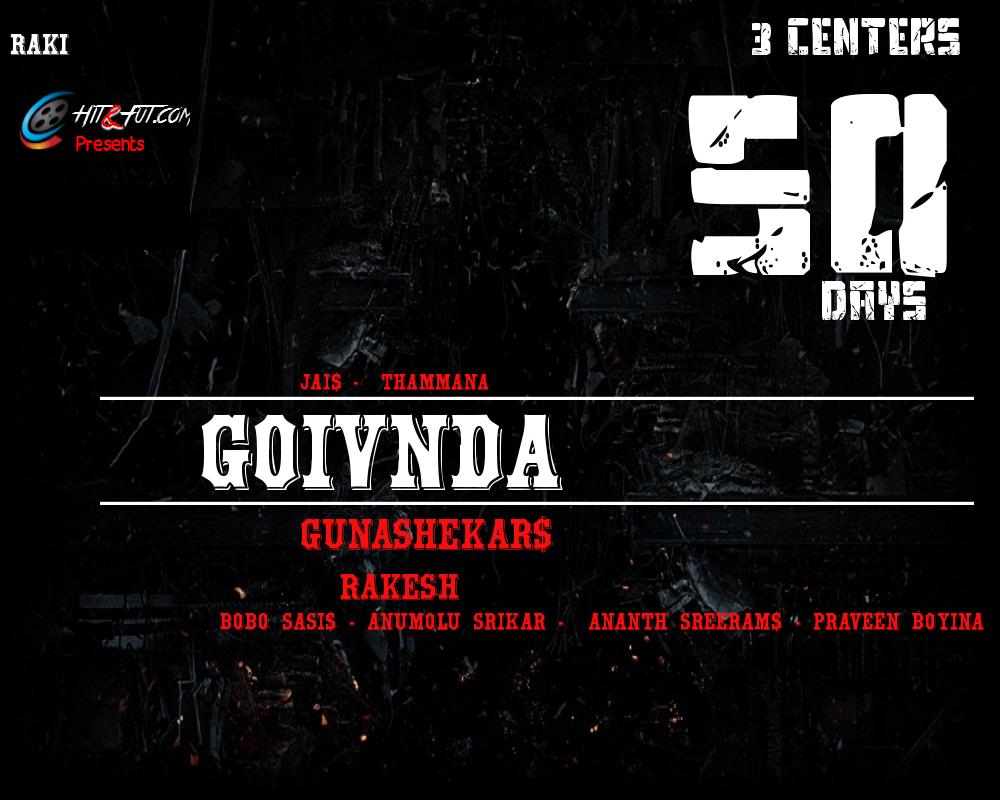 RAKI
3 CENTERS
HIT&FUT.COM
Presents
50
DAYS
JAI$ - THAMMANA
GOIVNDA
GUNASHEKAR$
RAKESH
BOBO SASI$ - ANUMOLU SRIKAR - ANANTH SREERAM$ - PRAVEEN BOYINA